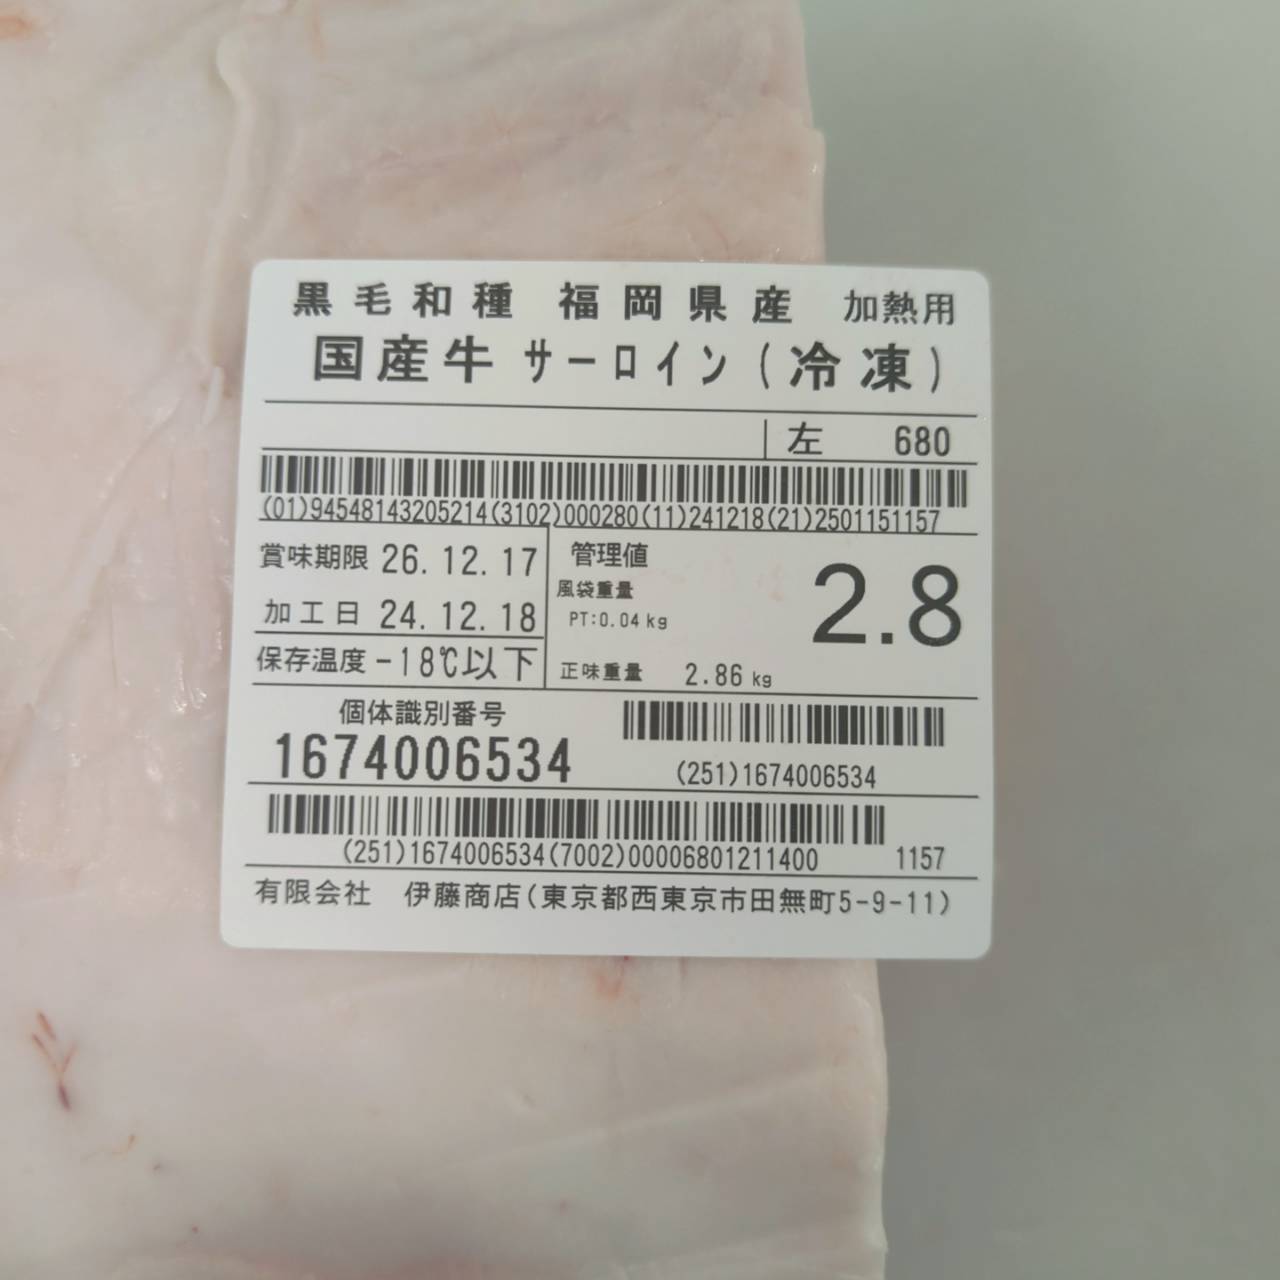 黒毛和種 福岡県産 加熱用
国産牛 サーロイン(冷凍)
左 680
(01)94548143205214(3102)000280(11)241218(21)2501151157
賞味期限 26.12.17
加工日 24.12.18
保存温度 -18℃以下
管理値
2.8
風袋重量
PT:0.04 kg
正味重量 2.86 kg
個体識別番号
1674006534
(251)1674006534
(251)1674006534(7002)00006801211400 1157
有限会社 伊藤商店(東京都西東京市田無町5-9-11)